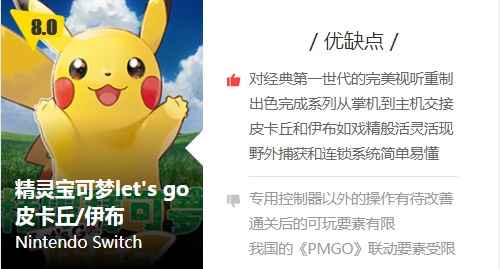 8.0
精灵宝可梦let's go
皮卡丘/伊布
Nintendo Switch
/ 优缺点 /
对经典第一世代的完美视听重制
出色完成系列从掌机到主机交接
皮卡丘和伊布如戏精般活灵活现
野外捕获和连锁系统简单易懂
专用控制器以外的操作有待改善
通关后的可玩要素有限
我国的《PMGO》联动要素受限